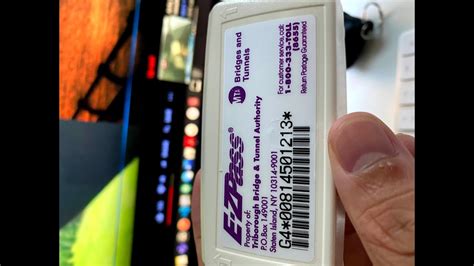 MTA Bridges and
Tunnels
For customer service, call:
1-800-333-TOLL
(8655)
Return Postage Guaranteed
E-ZPass®
Property of:
Triborough Bridge & Tunnel Authority
P.O.Box 149001
Staten Island, NY 10314-9001
G4*00814501213*